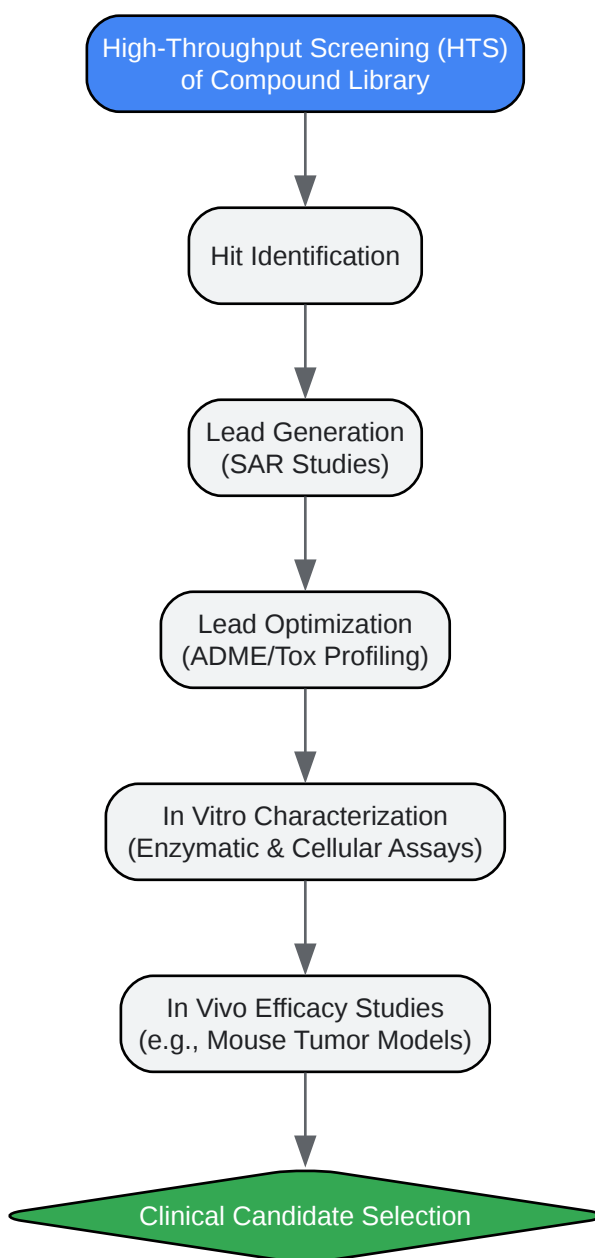 High-Throughput Screening (HTS)
of Compound Library
Hit Identification
Lead Generation
(SAR Studies)
Lead Optimization
(ADME/Tox Profiling)
In Vitro Characterization
(Enzymatic & Cellular Assays)
In Vivo Efficacy Studies
(e.g., Mouse Tumor Models)
Clinical Candidate Selection